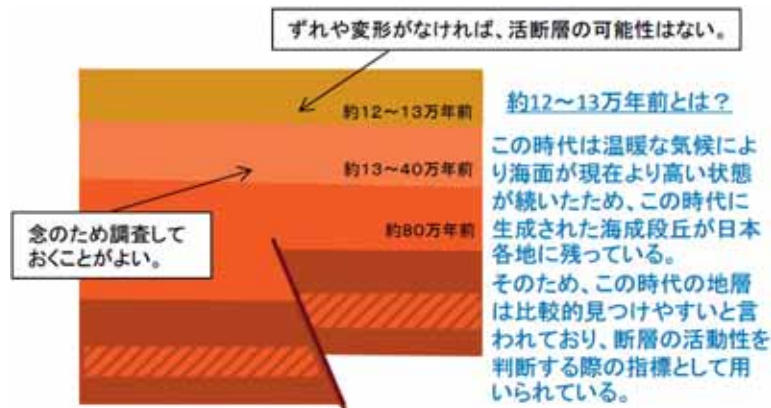 ずれや変形がなければ、活断層の可能性はない。
約12～13万年前
約13～40万年前
約80万年前
念のため調査して
おくことがよい。
約12～13万年前とは？
この時代は温暖な気候によ
り海面が現在より高い状態
が続いたため、この時代に
生成された海成段丘が日本
各地に残っている。
そのため、この時代の地層
は比較的見つけやすいと言
われており、断層の活動性を
判断する際の指標として用
いられている。